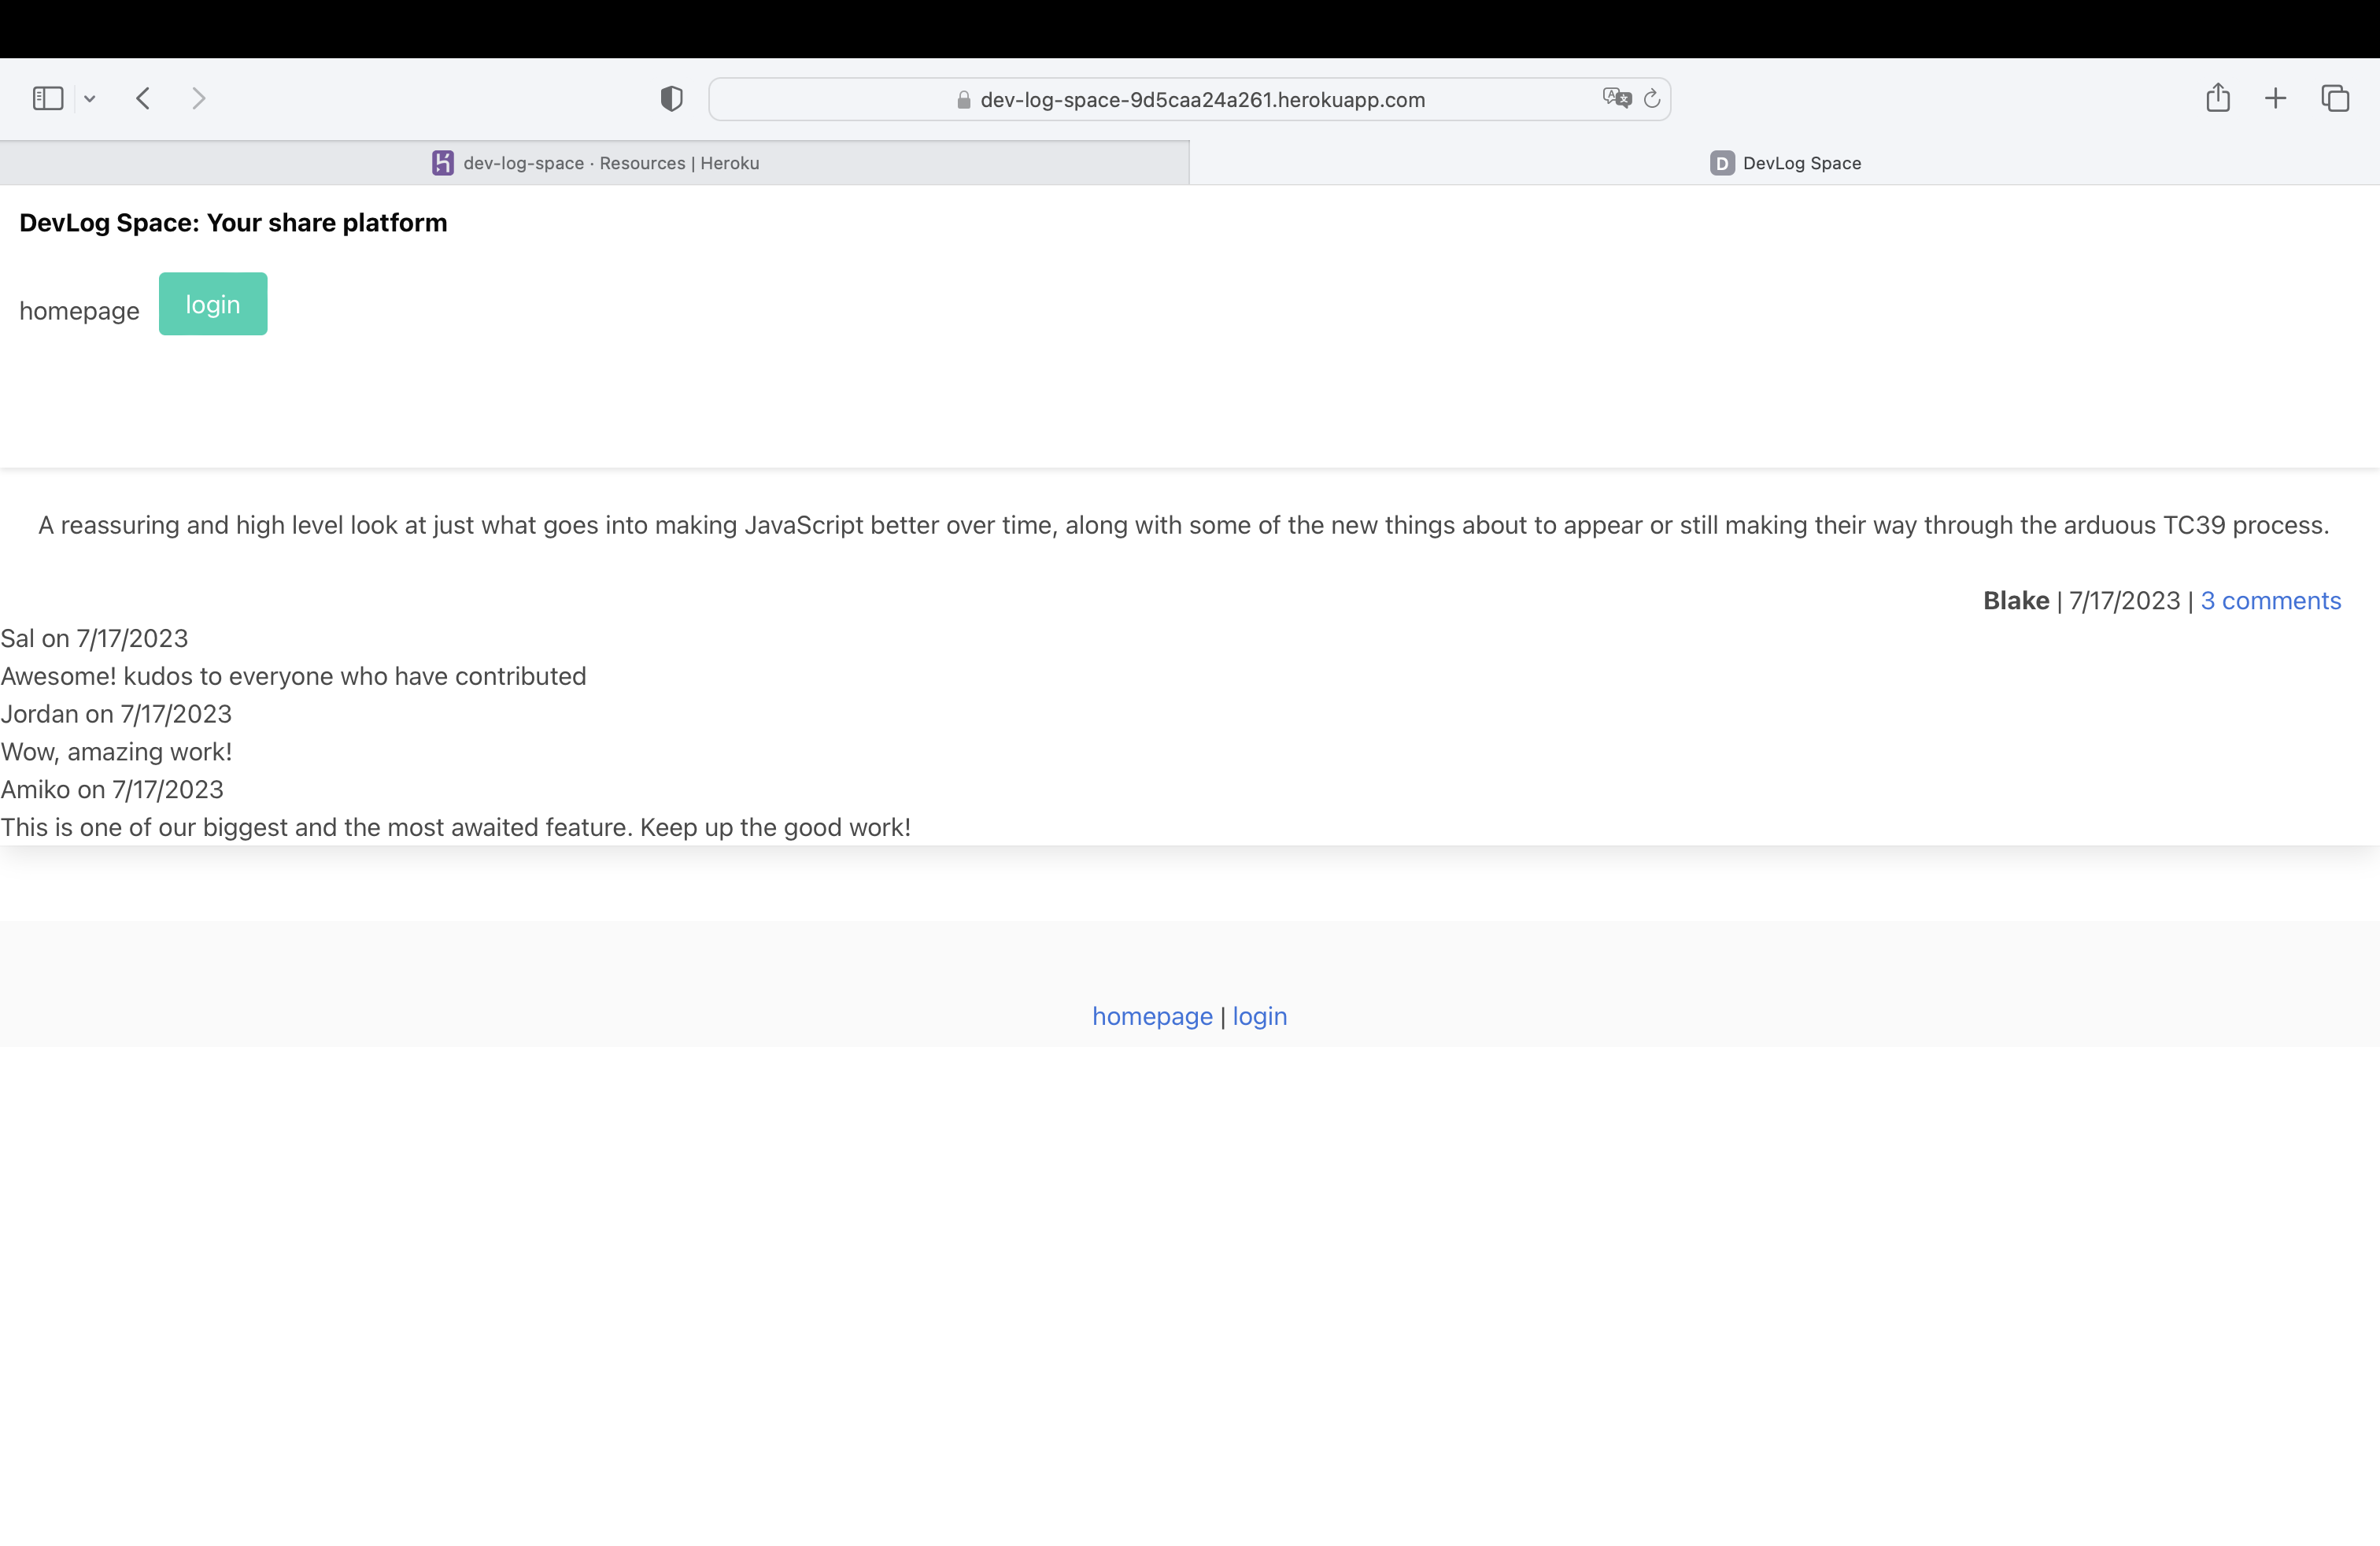 dev-log-space-9d5caa24a261.herokuapp.com
dev-log-space · Resources | Heroku
D DevLog Space
DevLog Space: Your share platform
homepage login
A reassuring and high level look at just what goes into making JavaScript better over time, along with some of the new things about to appear or still making their way through the arduous TC39 process.
Blake | 7/17/2023 | 3 comments
Sal on 7/17/2023
Awesome! kudos to everyone who have contributed
Jordan on 7/17/2023
Wow, amazing work!
Amiko on 7/17/2023
This is one of our biggest and the most awaited feature. Keep up the good work!
homepage | login